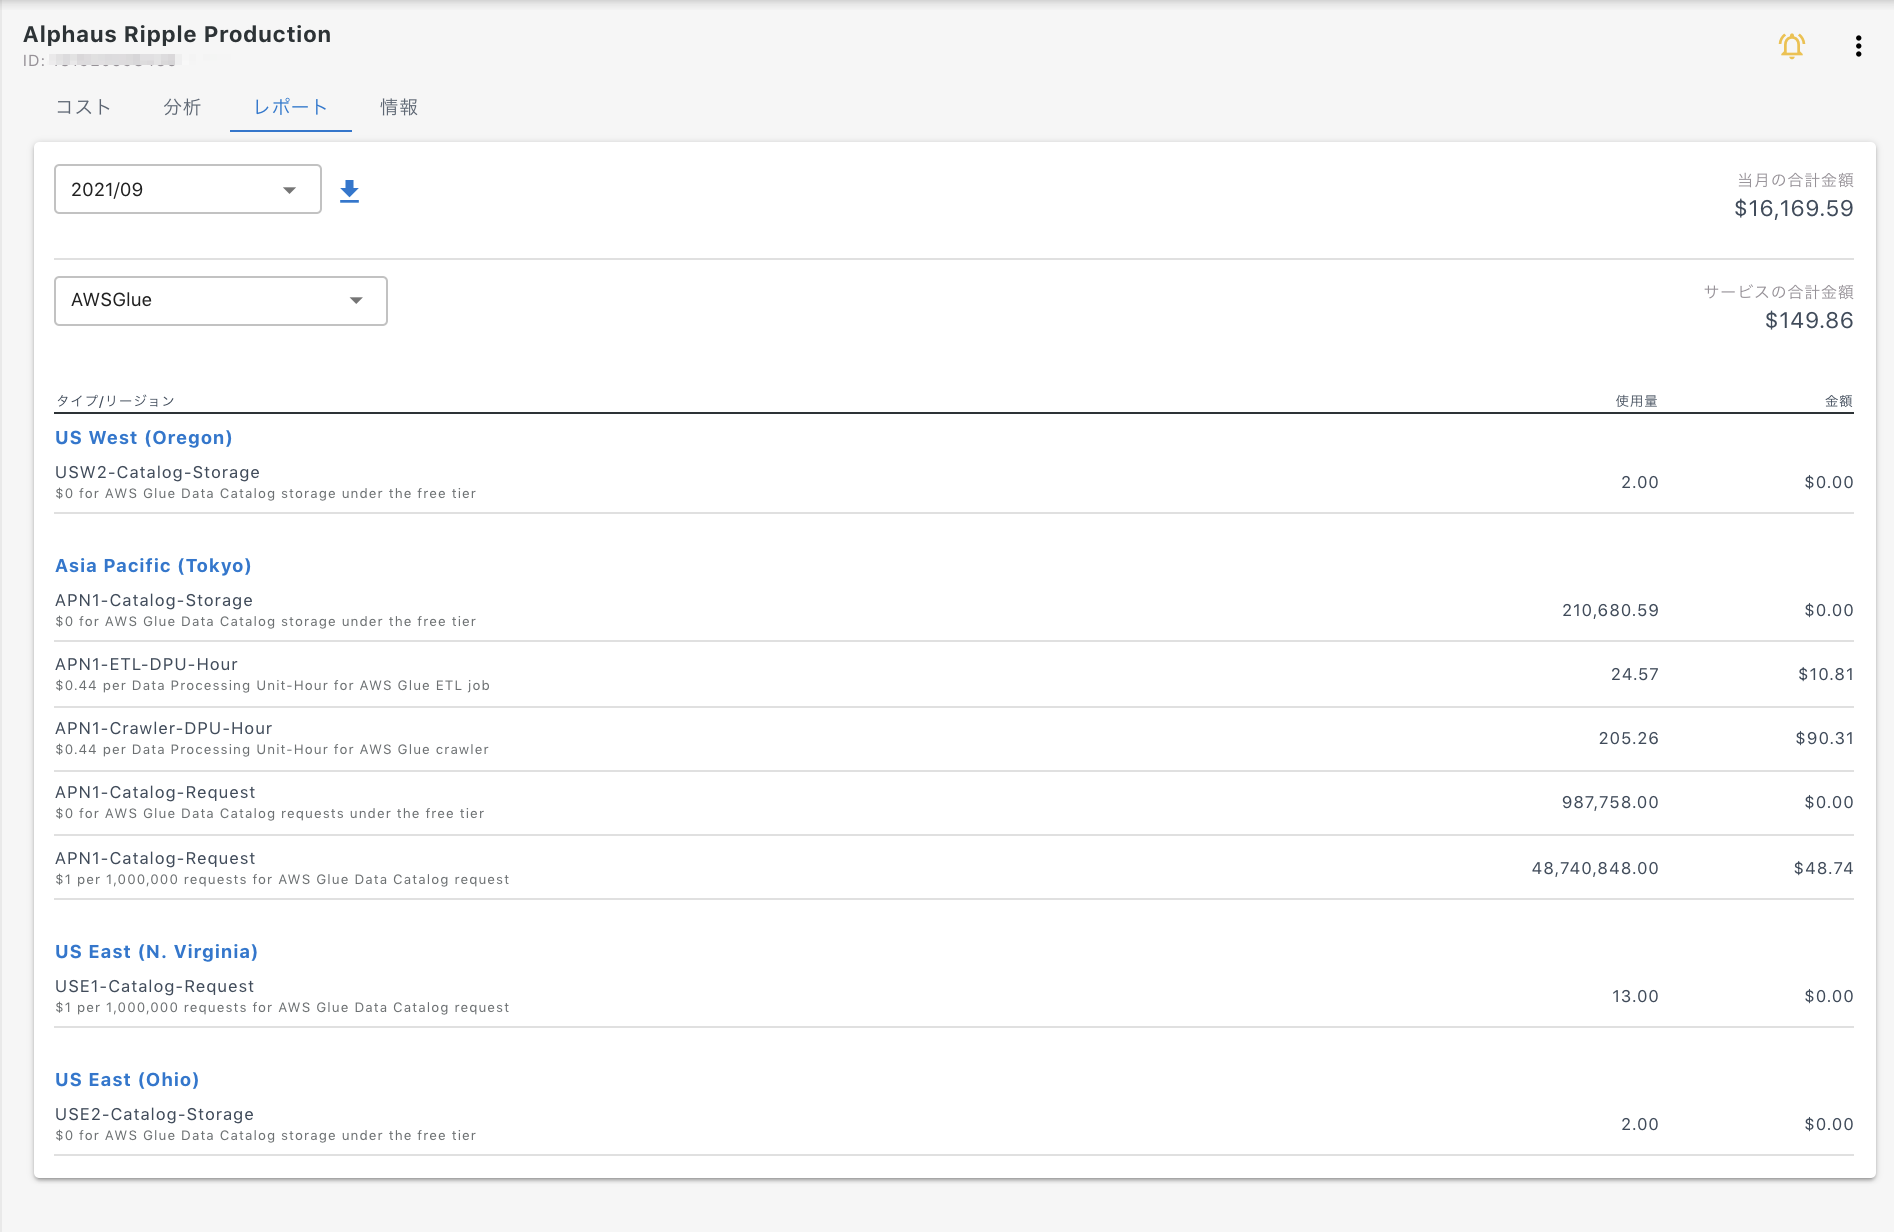 Alphaus Ripple Production
ID:
コスト 分析 レポート 情報
2021/09
当月の合計金額
$16,169.59
AWSGlue
サービスの合計金額
$149.86
タイプ/リージョン 使用量 金額
US West (Oregon)
USW2-Catalog-Storage
$0 for AWS Glue Data Catalog storage under the free tier
2.00 $0.00
Asia Pacific (Tokyo)
APN1-Catalog-Storage
$0 for AWS Glue Data Catalog storage under the free tier
210,680.59 $0.00
APN1-ETL-DPU-Hour
$0.44 per Data Processing Unit-Hour for AWS Glue ETL job
24.57 $10.81
APN1-Crawler-DPU-Hour
$0.44 per Data Processing Unit-Hour for AWS Glue crawler
205.26 $90.31
APN1-Catalog-Request
$0 for AWS Glue Data Catalog requests under the free tier
987,758.00 $0.00
APN1-Catalog-Request
$1 per 1,000,000 requests for AWS Glue Data Catalog request
48,740,848.00 $48.74
US East (N. Virginia)
USE1-Catalog-Request
$1 per 1,000,000 requests for AWS Glue Data Catalog request
13.00 $0.00
US East (Ohio)
USE2-Catalog-Storage
$0 for AWS Glue Data Catalog storage under the free tier
2.00 $0.00